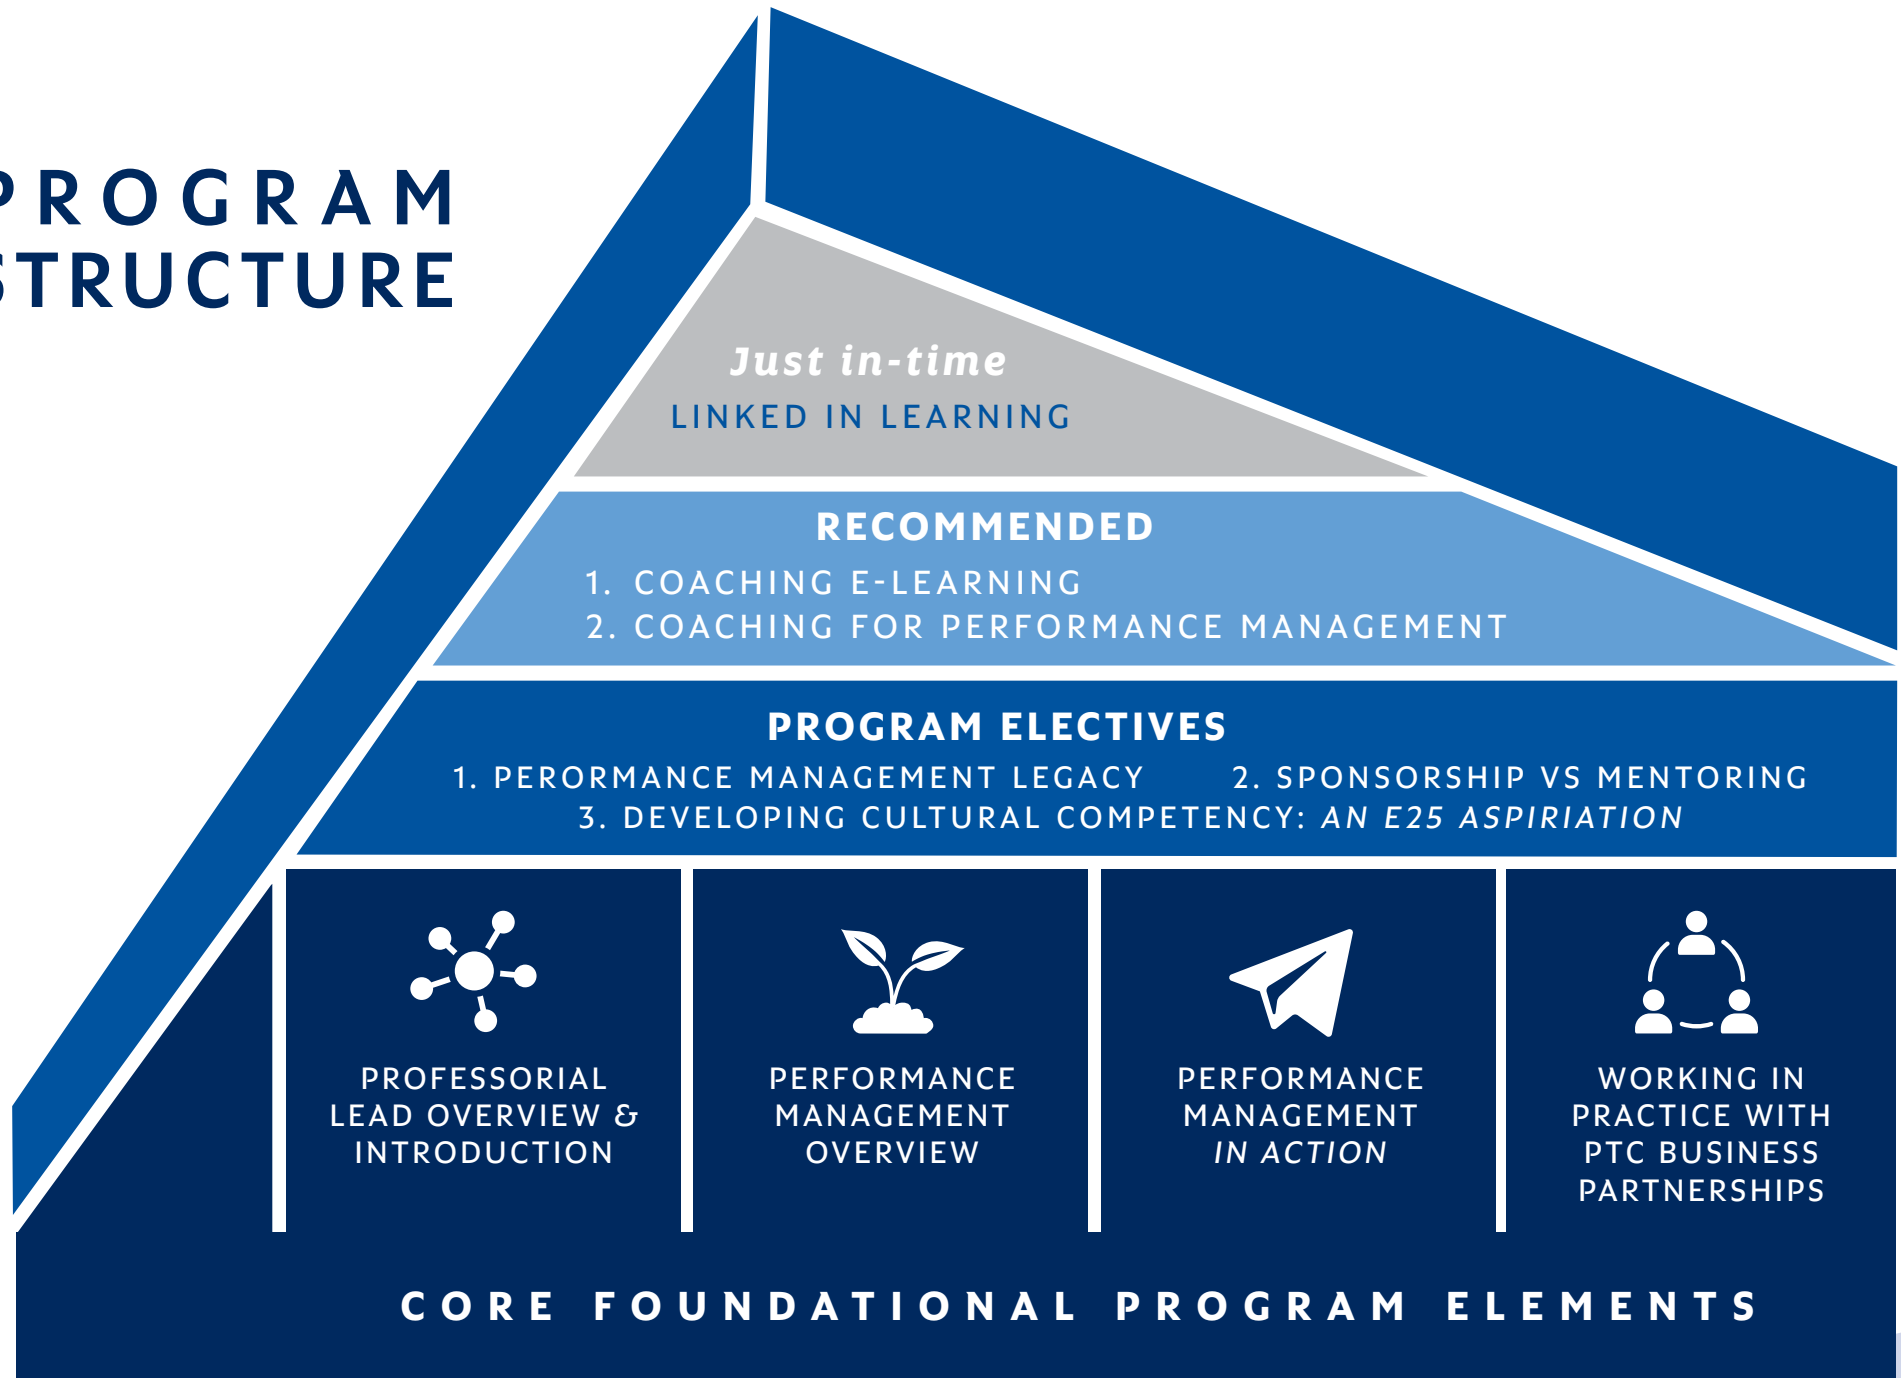 PROGRAM
STRUCTURE
Just in-time
LINKED IN LEARNING
RECOMMENDED
1. COACHING E-LEARNING
2. COACHING FOR PERFORMANCE MANAGEMENT
PROGRAM ELECTIVES
1. PERORMANCE MANAGEMENT LEGACY 2. SPONSORSHIP VS MENTORING
3. DEVELOPING CULTURAL COMPETENCY: AN E25 ASPIRIATION
PROFESSORIAL
LEAD OVERVIEW &
INTRODUCTION
PERFORMANCE
MANAGEMENT
OVERVIEW
PERFORMANCE
MANAGEMENT
IN ACTION
WORKING IN
PRACTICE WITH
PTC BUSINESS
PARTNERSHIPS
CORE FOUNDATIONAL PROGRAM ELEMENTS